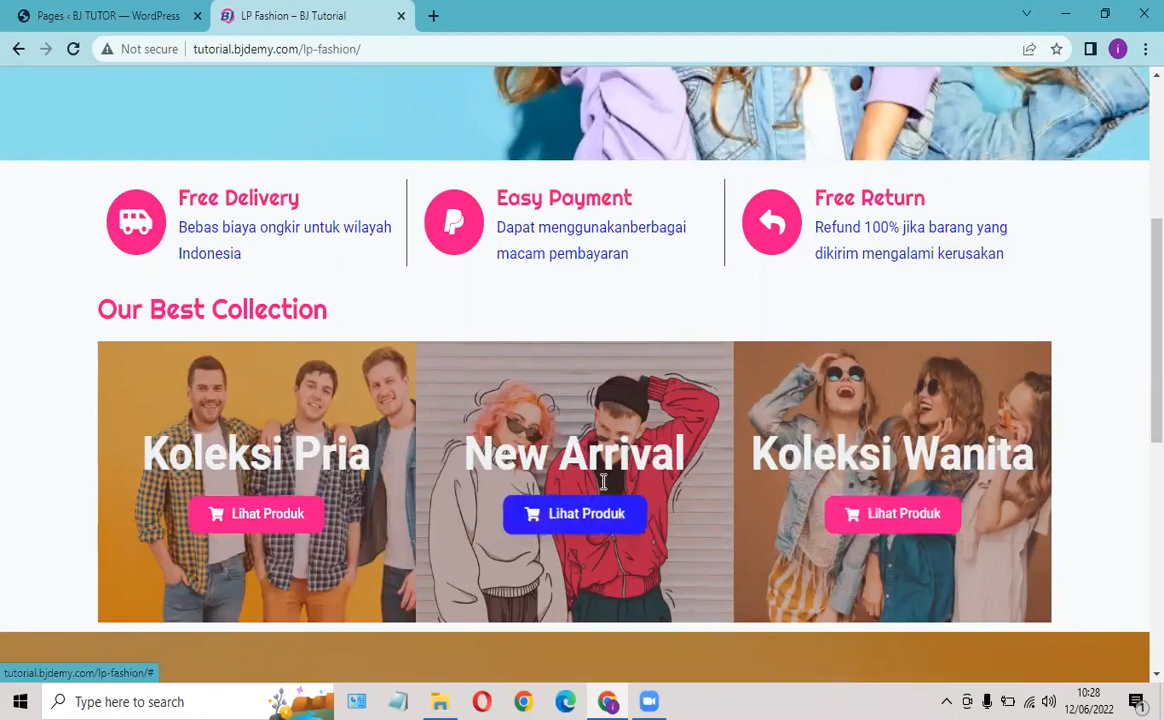 Pages ‹ BJ TUTOR — WordPress
LP Fashion – BJ Tutorial
Not secure
tutorial.bjdemy.com/lp-fashion/
i
Free Delivery
Bebas biaya ongkir untuk wilayah
Indonesia
Easy Payment
Dapat menggunakanberbagai
macam pembayaran
Free Return
Refund 100% jika barang yang
dikirim mengalami kerusakan
Our Best Collection
Koleksi Pria
Lihat Produk
New Arrival
Lihat Produk
Koleksi Wanita
Lihat Produk
tutorial.bjdemy.com/lp-fashion/#
Type here to search
10:28
12/06/2022
1